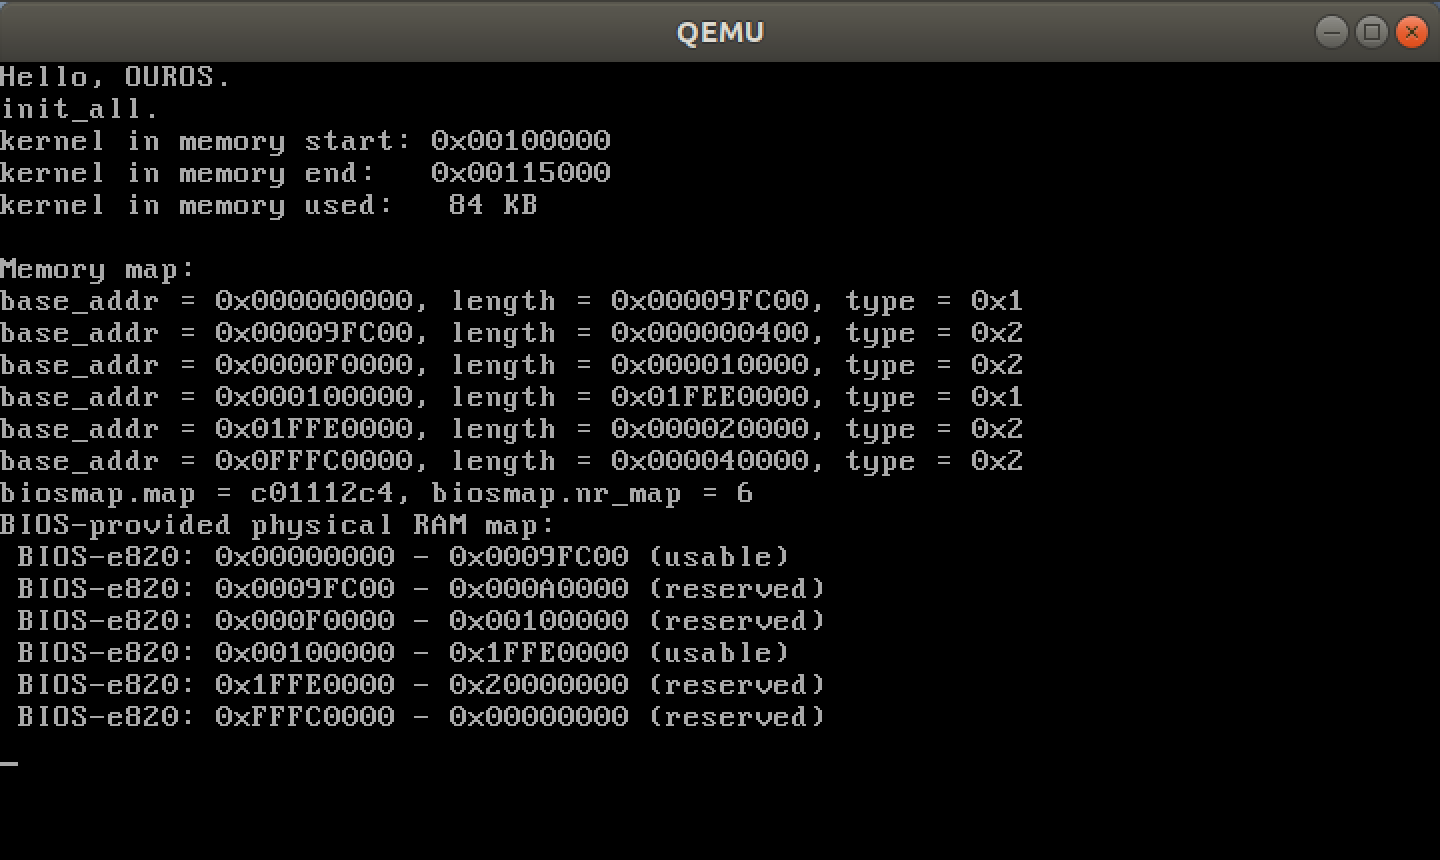 QEMU
Hello, OUROS.
init_all.
kernel in memory start: 0x00100000
kernel in memory end:   0x00115000
kernel in memory used:   84 KB

Memory map:
base_addr = 0x000000000, length = 0x00009FC00, type = 0x1
base_addr = 0x00009FC00, length = 0x000000400, type = 0x2
base_addr = 0x0000F0000, length = 0x000010000, type = 0x2
base_addr = 0x000100000, length = 0x01FEE0000, type = 0x1
base_addr = 0x01FFE0000, length = 0x000020000, type = 0x2
base_addr = 0x0FFFC0000, length = 0x000040000, type = 0x2
biosmap.map = c01112c4, biosmap.nr_map = 6
BIOS-provided physical RAM map:
 BIOS-e820: 0x00000000 - 0x0009FC00 (usable)
 BIOS-e820: 0x0009FC00 - 0x000A0000 (reserved)
 BIOS-e820: 0x000F0000 - 0x00100000 (reserved)
 BIOS-e820: 0x00100000 - 0x1FFE0000 (usable)
 BIOS-e820: 0x1FFE0000 - 0x20000000 (reserved)
 BIOS-e820: 0xFFFC0000 - 0x00000000 (reserved)